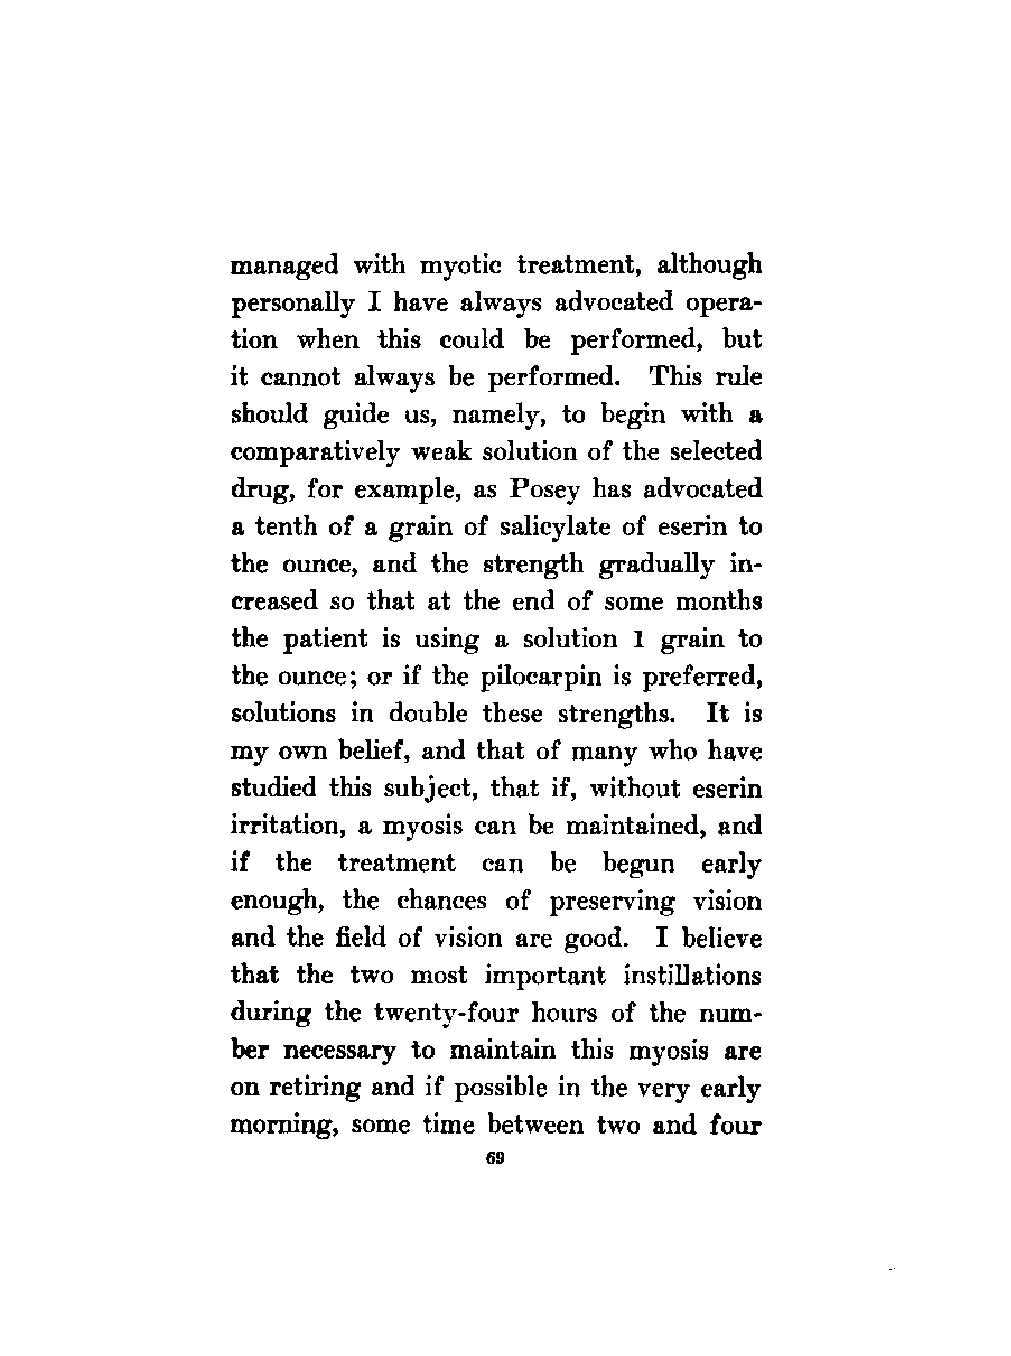 managed with myotic treatment, although
personally I have always advocated opera-
tion when this could be performed, but
it cannot always be performed. This rule
should guide us, namely, to begin with a
comparatively weak solution of the selected
drug, for example, as Posey has advocated
a tenth of a grain of salicylate of eserin to
the ounce, and the strength gradually in-
creased so that at the end of some months
the patient is using a solution 1 grain to
the ounce; or if the pilocarpin is preferred,
solutions in double these strengths. It is
my own belief, and that of many who have
studied this subject, that if, without eserin
irritation, a myosis can be maintained, and
if the treatment can be begun early
enough, the chances of preserving vision
and the field of vision are good. I believe
that the two most important instillations
during the twenty-four hours of the num-
ber necessary to maintain this myosis are
on retiring and if possible in the very early
morning, some time between two and four
69